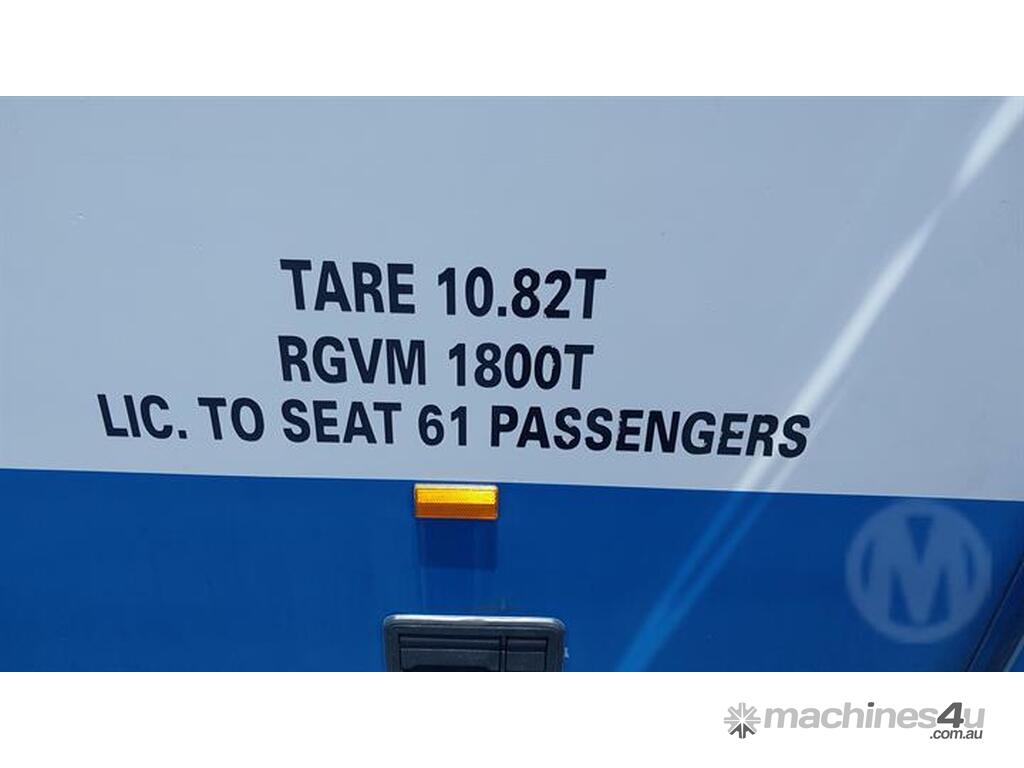 TARE 10.82T
RGVM 1800T
LIC. TO SEAT 61 PASSENGERS
M
machines4u
.com.au